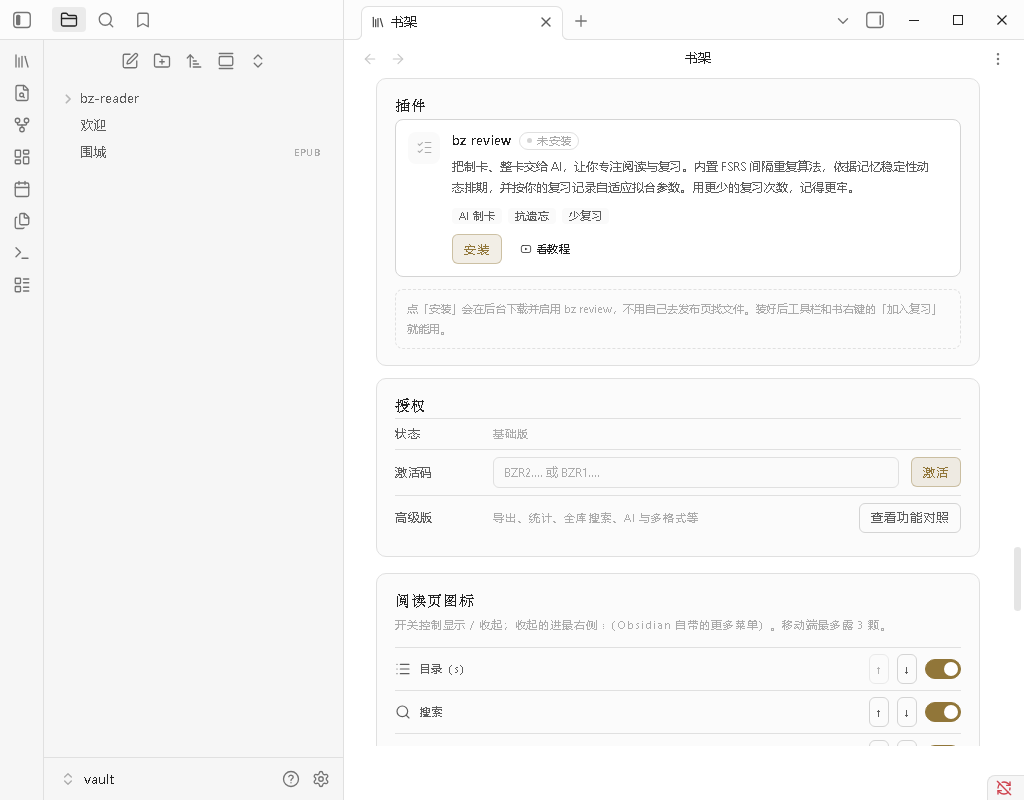 书架
书架
bz-reader
欢迎
围城
EPUB
插件
bz review
未安装
把制卡、整卡交给 AI，让你专注阅读与复习。内置 FSRS 间隔重复算法，依据记忆稳定性动
态排期，并按你的复习记录自适应拟合参数。用更少的复习次数，记得更牢。
AI 制卡 抗遗忘 少复习
安装 看教程
点「安装」会在后台下载并启用 bz review，不用自己去发布页找文件。装好后工具栏和书右键的「加入复习」
就能用。
授权
状态 基础版
激活码 BZR2.... 或 BZR1.... 激活
高级版 导出、统计、全库搜索、AI 与多格式等 查看功能对照
阅读页图标
开关控制显示 / 收起；收起的进最右侧 ⋮（Obsidian 自带的更多菜单）。移动端最多露 3 颗。
目录（5） ↑ ↓
搜索 ↑ ↓
vault